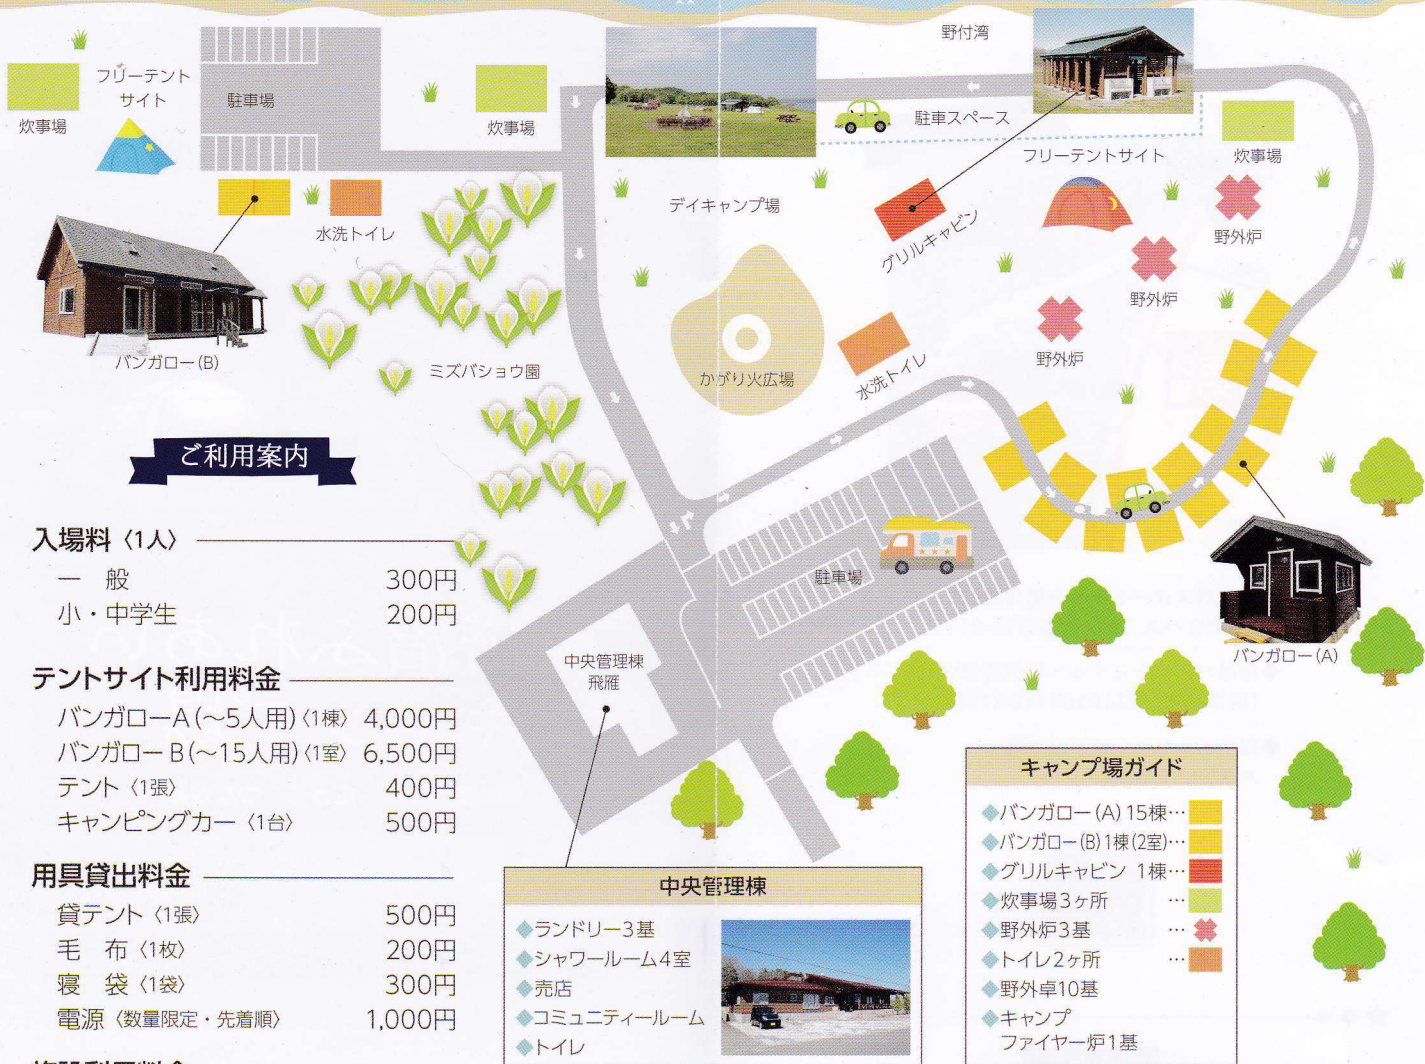 野付湾
フリーテント
サイト
駐車場
炊事場
炊事場
駐車スペース
フリーテントサイト
炊事場
水洗トイレ
デイキャンプ場
グリルキャビン
野外炉
野外炉
野外炉
バンガロー(B)
ミズバショウ園
かがり火広場
水洗トイレ
駐車場
バンガロー(A)
中央管理棟
飛雁
ご利用案内
入場料〈1人〉
一 般 300円
小・中学生 200円
テントサイト利用料金
バンガローA(～5人用)〈1棟〉 4,000円
バンガローB(～15人用)〈1室〉 6,500円
テント〈1張〉 400円
キャンピングカー〈1台〉 500円
用具貸出料金
貸テント〈1張〉 500円
毛 布〈1枚〉 200円
寝 袋〈1袋〉 300円
電源〈数量限定・先着順〉 1,000円
中央管理棟
◆ランドリー3基
◆シャワールーム4室
◆売店
◆コミュニティールーム
◆トイレ
キャンプ場ガイド
◆バンガロー(A)15棟…
◆バンガロー(B)1棟(2室)…
◆グリルキャビン 1棟…
◆炊事場3ヶ所 …
◆野外炉3基 …
◆トイレ2ヶ所 …
◆野外卓10基
◆キャンプ
ファイヤー炉1基